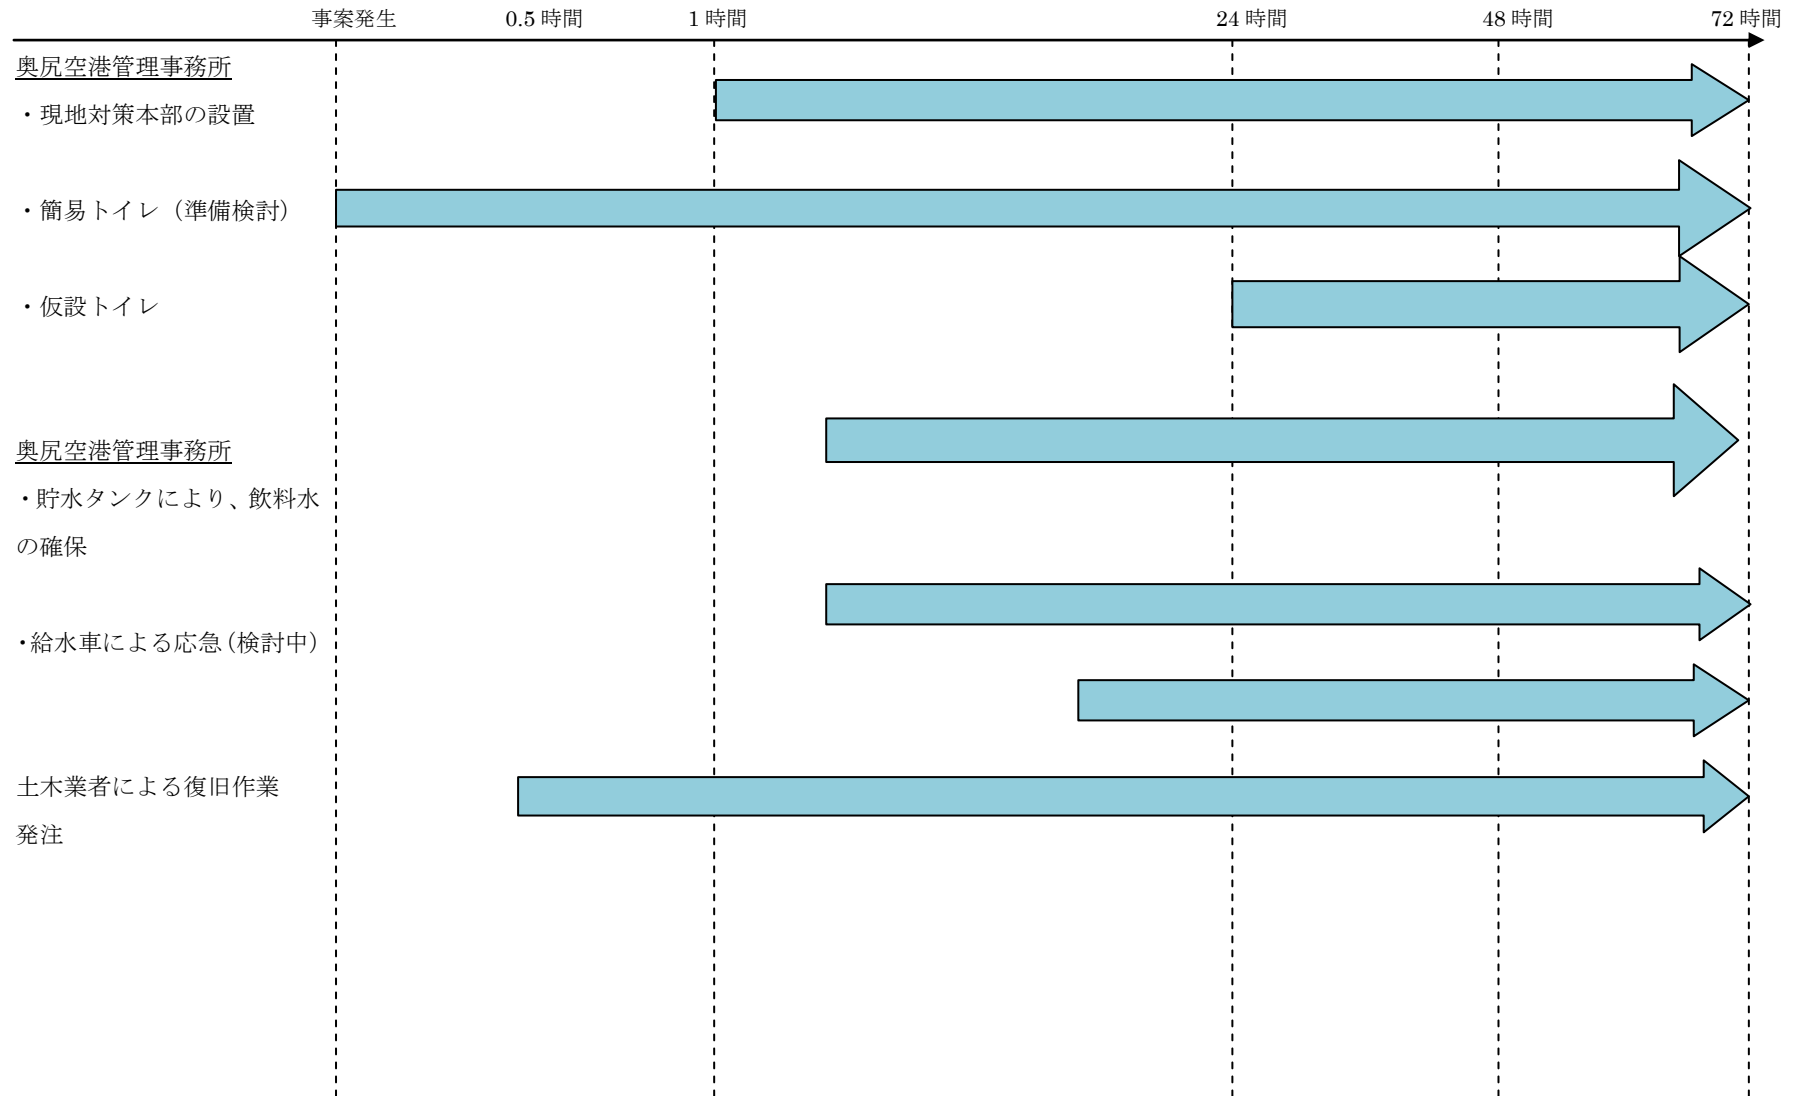 事案発生 0.5 時間 1 時間 24 時間 48 時間 72 時間
奥尻空港管理事務所
・現地対策本部の設置
・簡易トイレ（準備検討）
・仮設トイレ
奥尻空港管理事務所
・貯水タンクにより、飲料水
の確保
・給水車による応急（検討中）
土木業者による復旧作業
発注